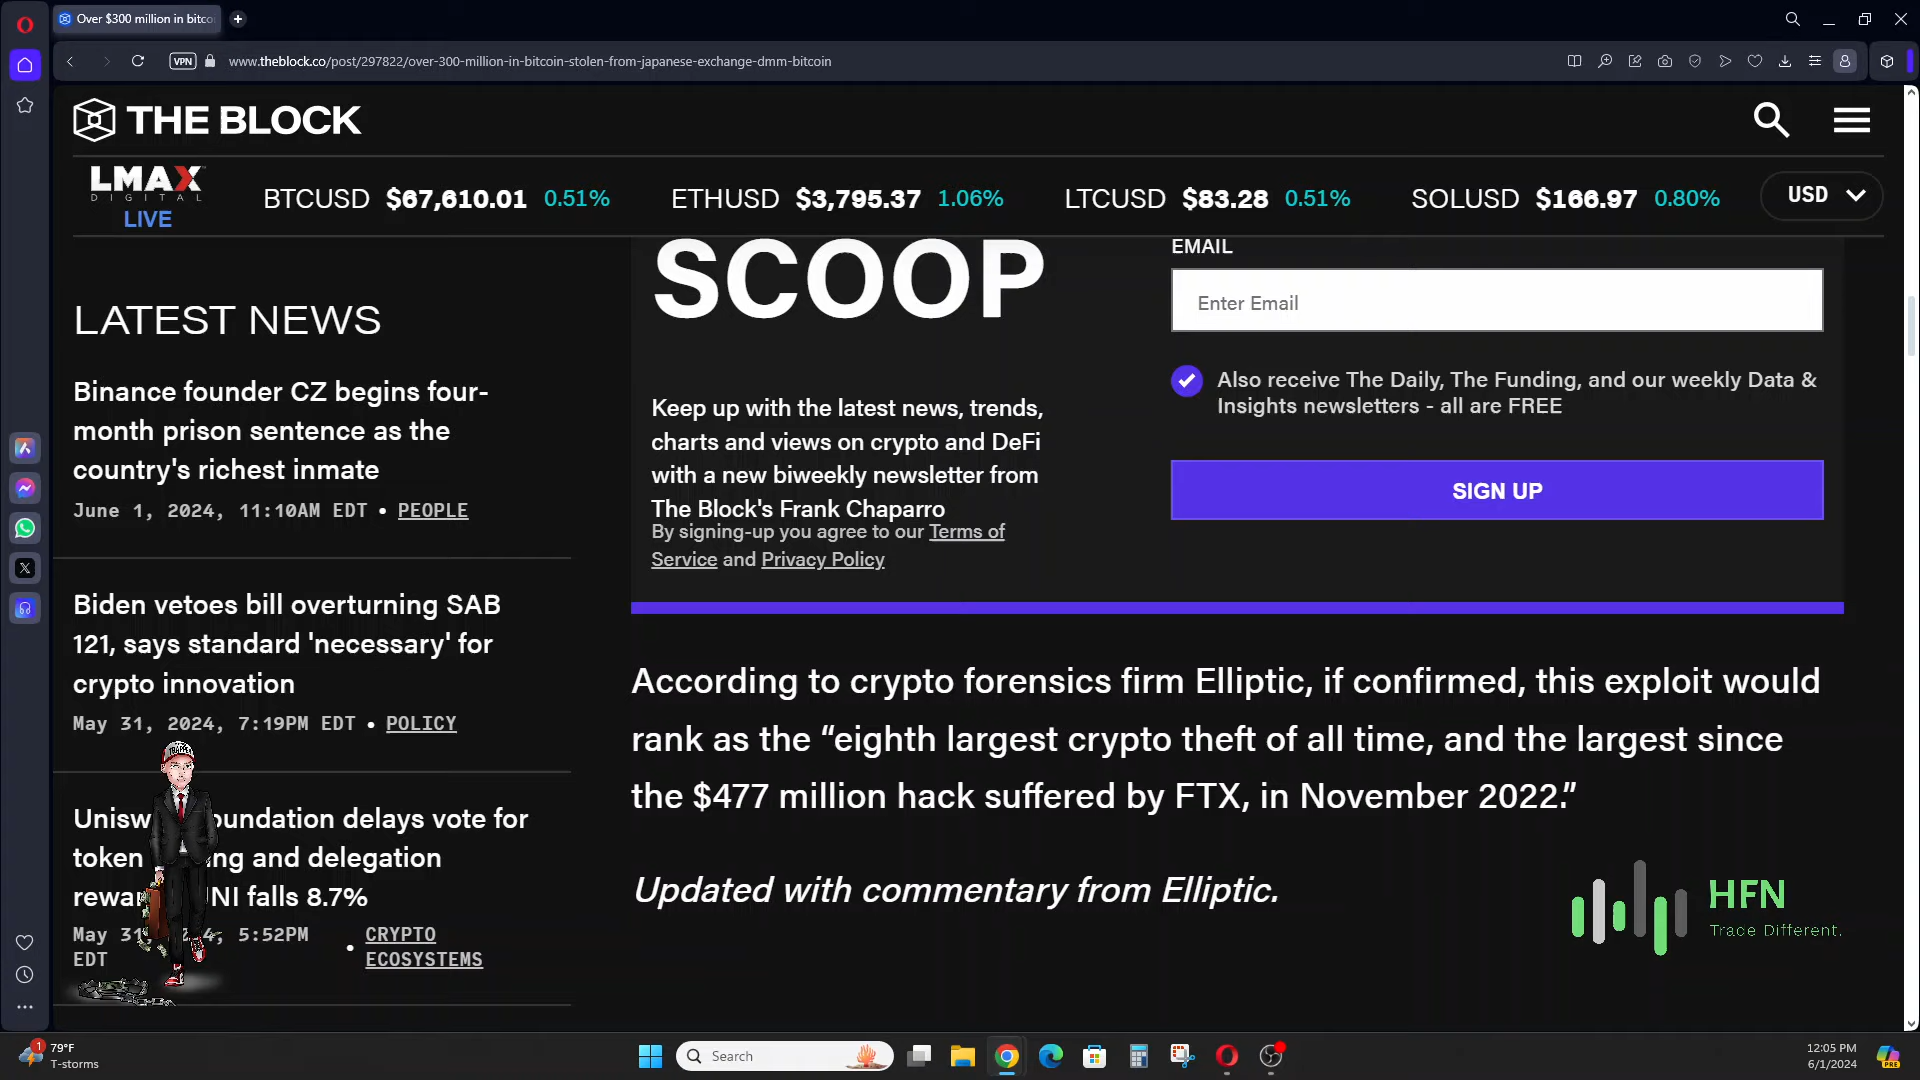 Over $300 million in bitco
VPN
www.theblock.co/post/297822/over-300-million-in-bitcoin-stolen-from-japanese-exchange-dmm-bitcoin
THE BLOCK
LMAX
DIGITAL
LIVE
BTCUSD $67,610.01 0.51%
ETHUSD $3,795.37 1.06%
LTCUSD $83.28 0.51%
SOLUSD $166.97 0.80%
USD
LATEST NEWS
Binance founder CZ begins four-
month prison sentence as the
country's richest inmate
June 1, 2024, 11:10AM EDT • PEOPLE
Biden vetoes bill overturning SAB
121, says standard 'necessary' for
crypto innovation
May 31, 2024, 7:19PM EDT • POLICY
Unisw oundation delays vote for
token ng and delegation
rewar NI falls 8.7%
May 31 4, 5:52PM
EDT
• CRYPTO
ECOSYSTEMS
SCOOP
Keep up with the latest news, trends,
charts and views on crypto and DeFi
with a new biweekly newsletter from
The Block's Frank Chaparro
By signing-up you agree to our Terms of
Service and Privacy Policy
EMAIL
Enter Email
Also receive The Daily, The Funding, and our weekly Data &
Insights newsletters - all are FREE
SIGN UP
According to crypto forensics firm Elliptic, if confirmed, this exploit would
rank as the “eighth largest crypto theft of all time, and the largest since
the $477 million hack suffered by FTX, in November 2022.”
Updated with commentary from Elliptic.
HFN
Trace Different.
1
79°F
T-storms
Search
12:05 PM
6/1/2024
PRE